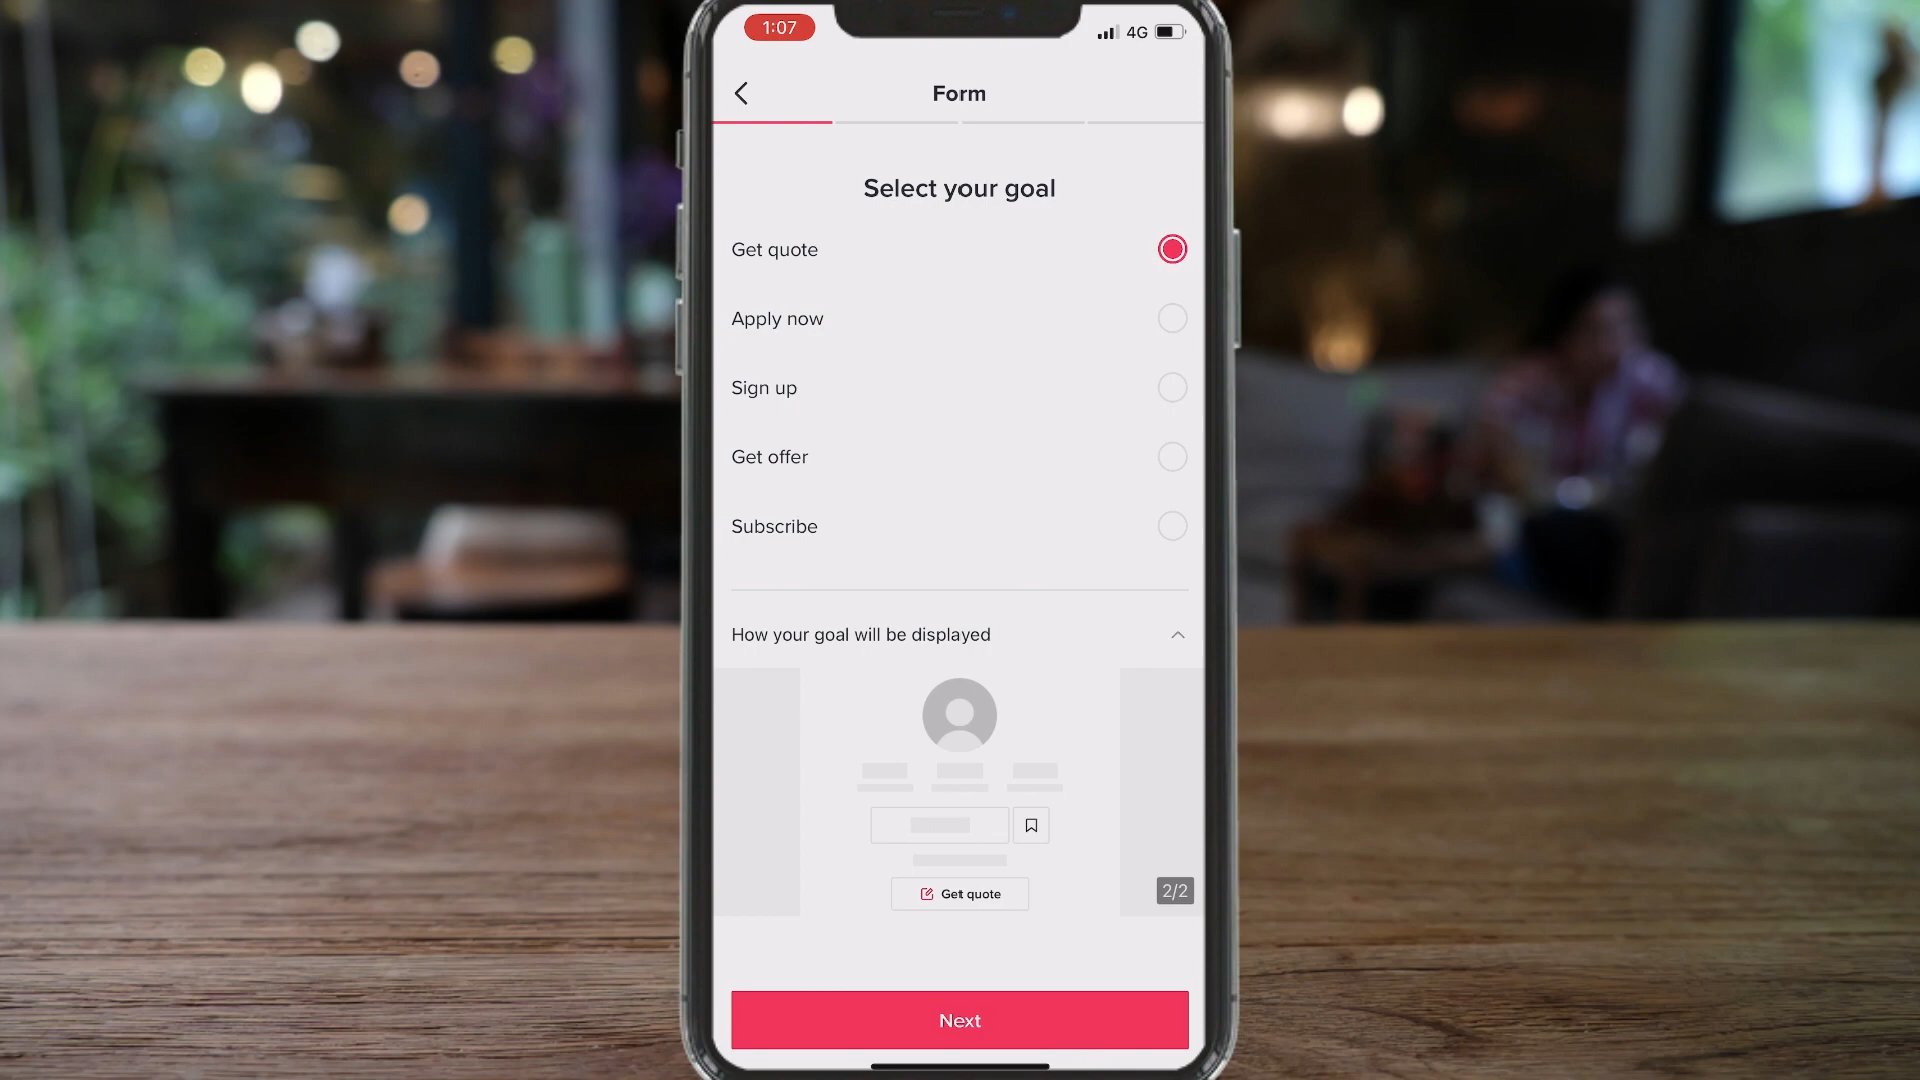 1:07
4G
Form
Select your goal
Get quote
Apply now
Sign up
Get offer
Subscribe
How your goal will be displayed
Get quote
2/2
Next